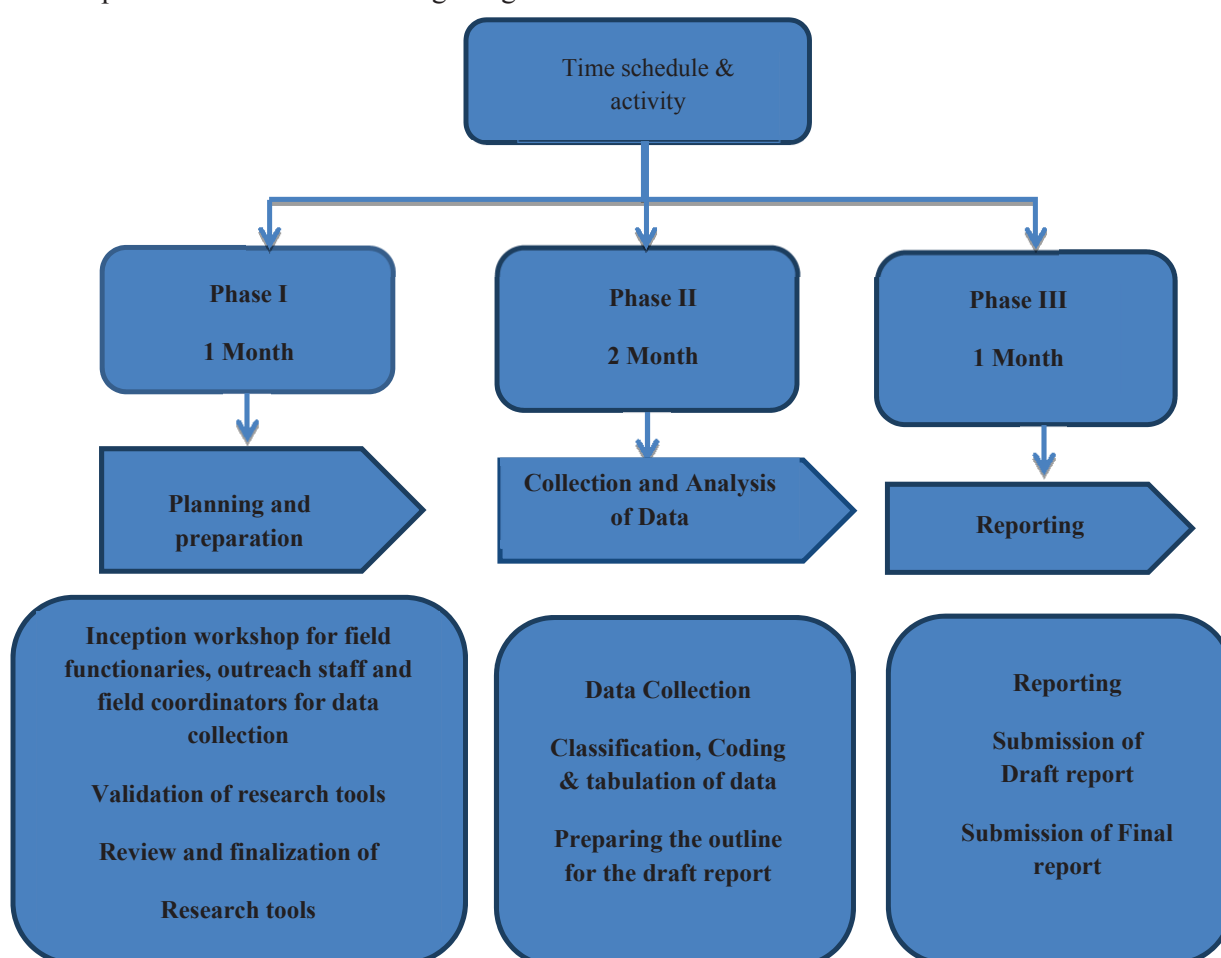 Time schedule &
activity
Phase I
1 Month
Phase II
2 Month
Phase III
1 Month
Planning and
preparation
Collection and Analysis
of Data
Reporting
Inception workshop for field
functionaries, outreach staff and
field coordinators for data
collection
Validation of research tools
Review and finalization of
Research tools
Data Collection
Classification, Coding
& tabulation of data
Preparing the outline
for the draft report
Reporting
Submission of
Draft report
Submission of Final
report